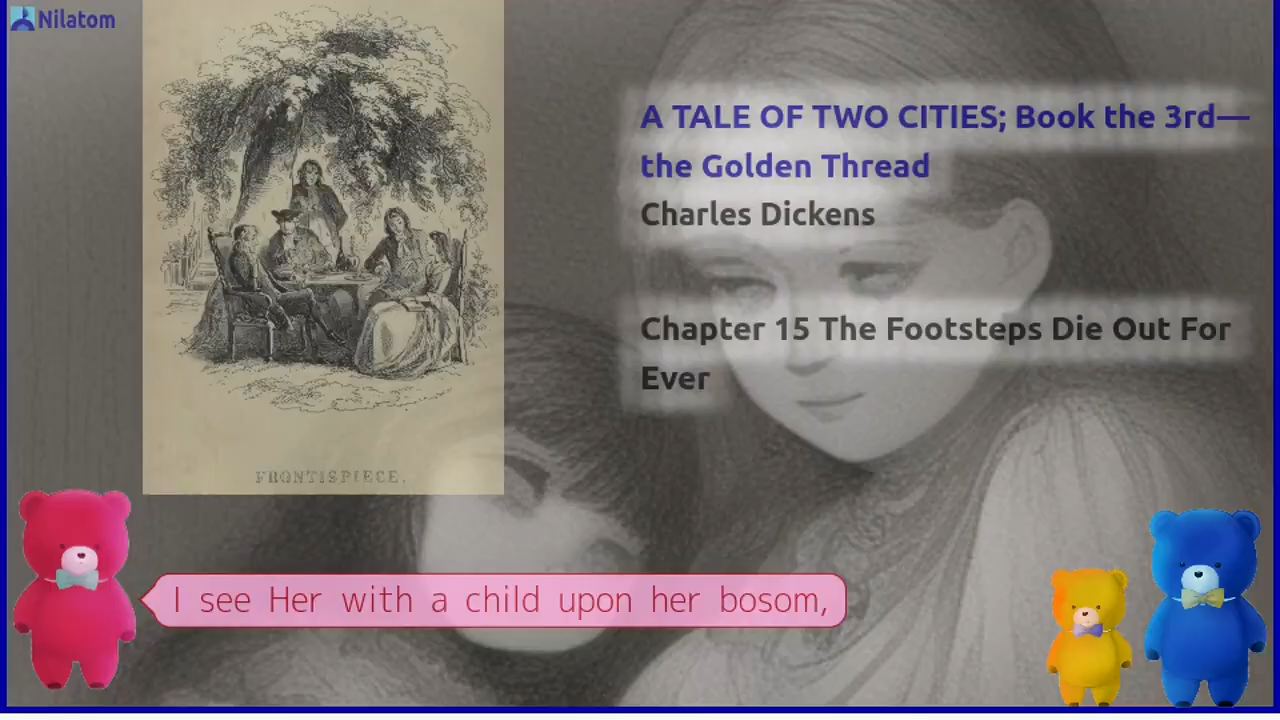 Nilatom
A TALE OF TWO CITIES; Book the 3rd—
the Golden Thread
Charles Dickens
Chapter 15 The Footsteps Die Out For
Ever
FRONTISPIECE.
I see Her with a child upon her bosom,